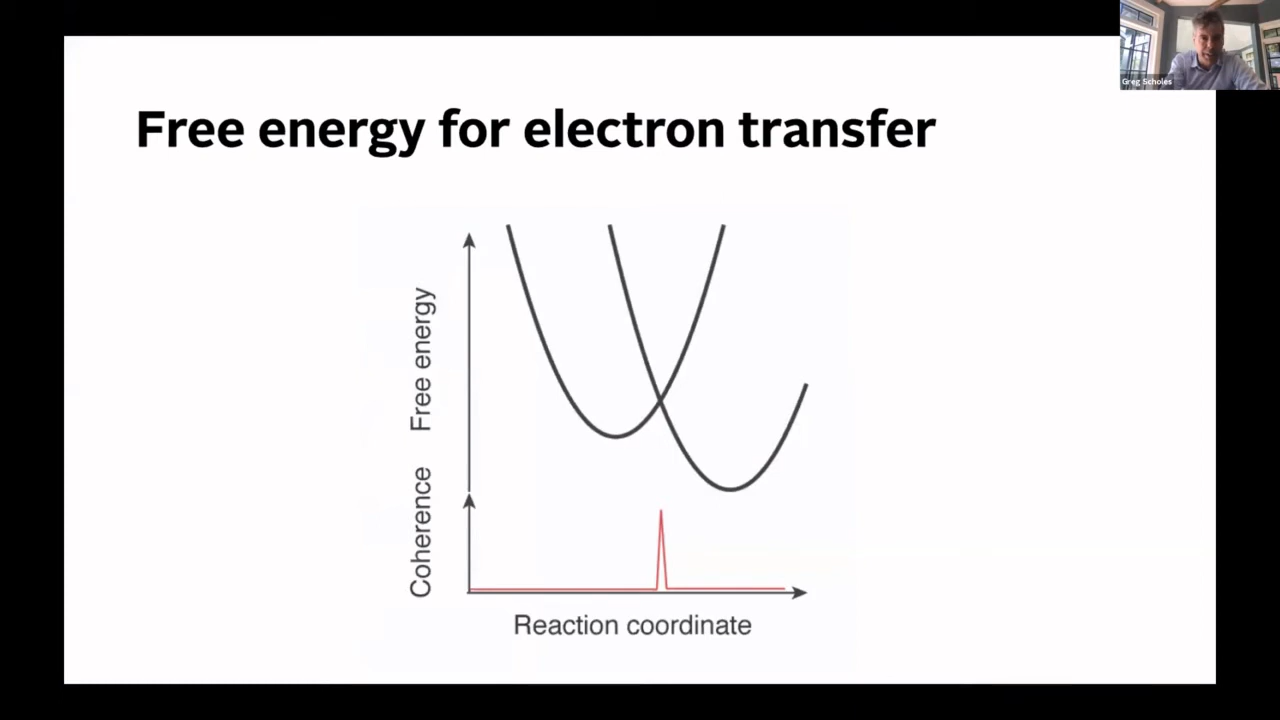 Greg Scholes
Free energy for electron transfer
Free energy
Coherence
Reaction coordinate